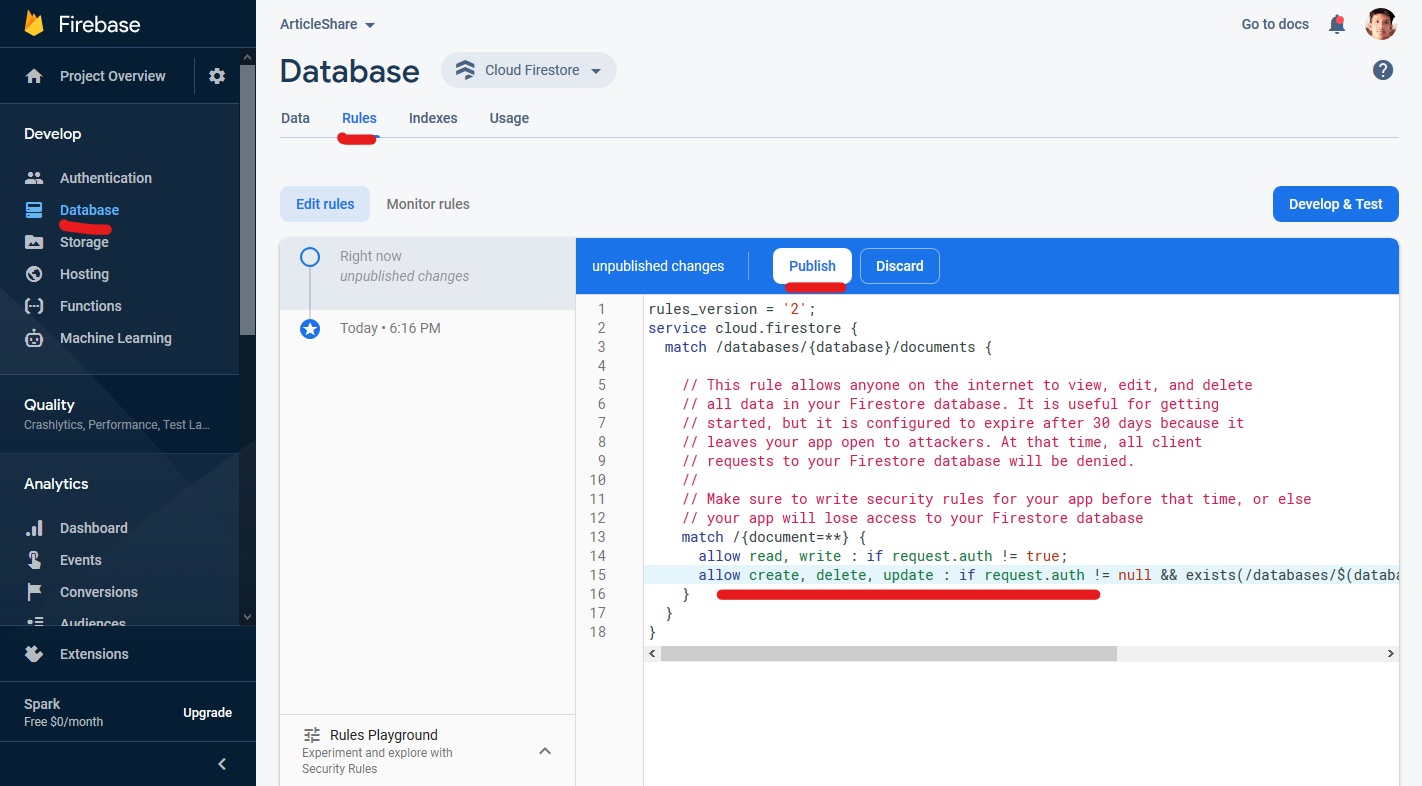 Firebase
Project Overview
Develop
Authentication
Database
Storage
Hosting
Functions
Machine Learning
Quality
Crashlytics, Performance, Test La...
Analytics
Dashboard
Events
Conversions
Audiences
Extensions
Spark
Free $0/month
Upgrade
ArticleShare
Go to docs
Database
Cloud Firestore
Data Rules Indexes Usage
Edit rules Monitor rules
Develop & Test
Right now
unpublished changes
Today • 6:16 PM
Rules Playground
Experiment and explore with
Security Rules
unpublished changes Publish Discard
1 rules_version = '2';
2 service cloud.firestore {
3 match /databases/{database}/documents {
4
5 // This rule allows anyone on the internet to view, edit, and delete
6 // all data in your Firestore database. It is useful for getting
7 // started, but it is configured to expire after 30 days because it
8 // leaves your app open to attackers. At that time, all client
9 // requests to your Firestore database will be denied.
10 //
11 // Make sure to write security rules for your app before that time, or else
12 // your app will lose access to your Firestore database
13 match /{document=**} {
14 allow read, write : if request.auth != true;
15 allow create, delete, update : if request.auth != null && exists(/databases/$(databa
16 }
17 }
18 }